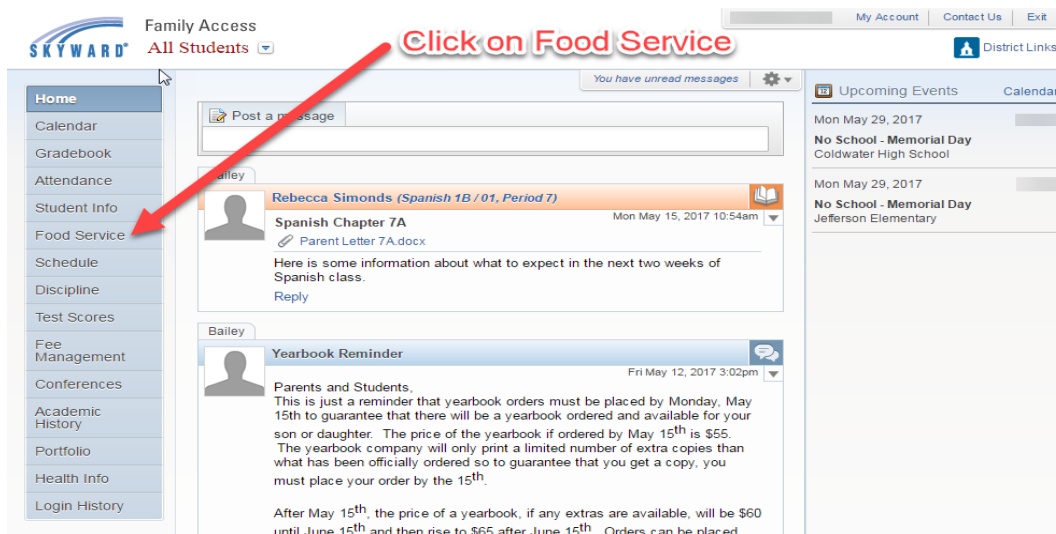 Family Access
My Account
Contact Us
Exit
SKYWARD®
All Students
Click on Food Service
District Links
You have unread messages
Home
Calendar
Gradebook
Attendance
Student Info
Food Service
Schedule
Discipline
Test Scores
Fee
Management
Conferences
Academic
History
Portfolio
Health Info
Login History
Post a message
Bailey
Rebecca Simonds (Spanish 1B / 01, Period 7)
Mon May 15, 2017 10:54am
Spanish Chapter 7A
Parent Letter 7A.docx
Here is some information about what to expect in the next two weeks of
Spanish class.
Reply
Bailey
Yearbook Reminder
Fri May 12, 2017 3:02pm
Parents and Students,
This is just a reminder that yearbook orders must be placed by Monday, May
15th to guarantee that there will be a yearbook ordered and available for your
son or daughter. The price of the yearbook if ordered by May 15th is $55.
The yearbook company will only print a limited number of extra copies than
what has been officially ordered so to guarantee that you get a copy, you
must place your order by the 15th.
After May 15th, the price of a yearbook, if any extras are available, will be $60
until June 15th and then rise to $65 after June 15th. Orders can be placed
Upcoming Events
Calendar
Mon May 29, 2017
No School - Memorial Day
Coldwater High School
Mon May 29, 2017
No School - Memorial Day
Jefferson Elementary